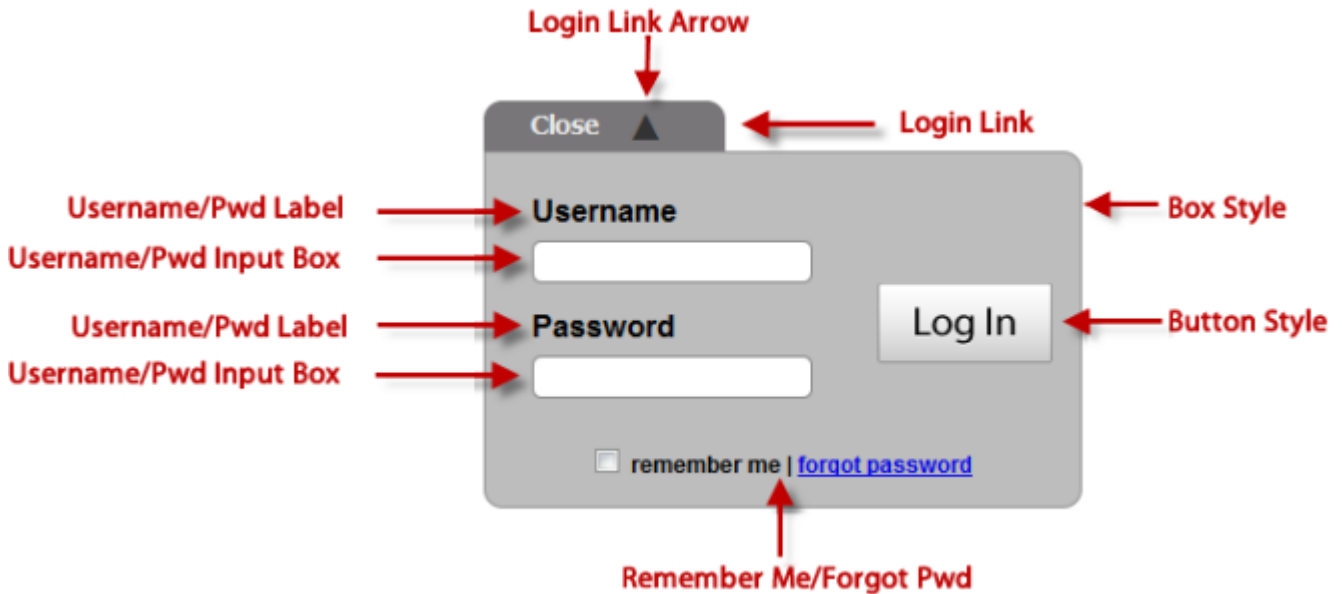 Login Link Arrow
Close
Login Link
Username/Pwd Label
Username
Box Style
Username/Pwd Input Box
Log In
Button Style
Username/Pwd Label
Password
Username/Pwd Input Box
remember me | forgot password
Remember Me/Forgot Pwd